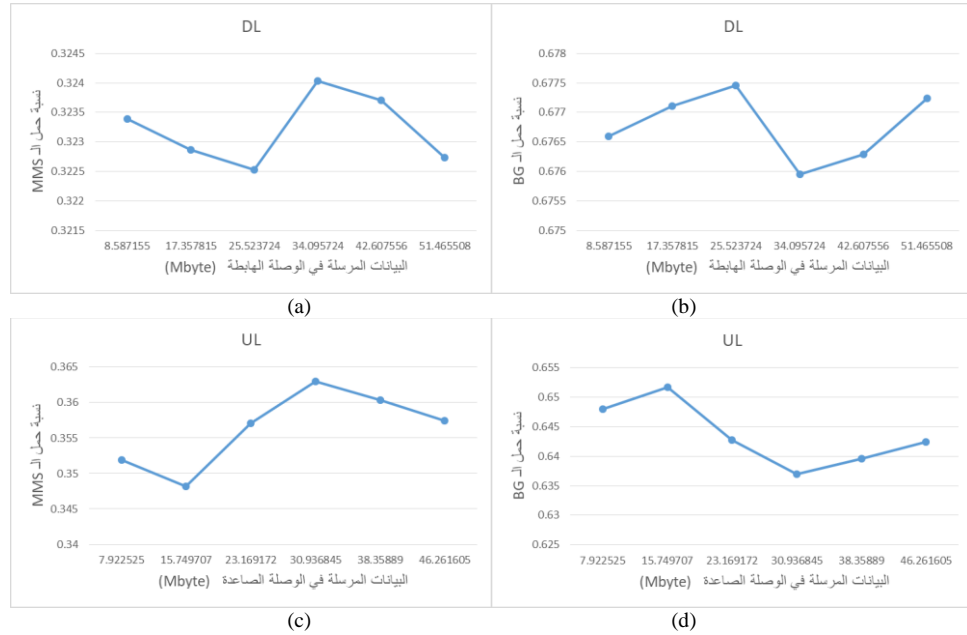 DL
0.3245
0.324
0.3235
0.323
0.3225
0.322
0.3215
نسبة حمل الـ MMS
8.587155 17.357815 25.523724 34.095724 42.607556 51.465508
البيانات المرسلة في الوصلة الهابطة (Mbyte)
(a)
DL
0.678
0.6775
0.677
0.6765
0.676
0.6755
0.675
نسبة حمل الـ BG
8.587155 17.357815 25.523724 34.095724 42.607556 51.465508
البيانات المرسلة في الوصلة الهابطة (Mbyte)
(b)
UL
0.365
0.36
0.355
0.35
0.345
0.34
نسبة حمل الـ MMS
7.922525 15.749707 23.169172 30.936845 38.35889 46.261605
البيانات المرسلة في الوصلة الصاعدة (Mbyte)
(c)
UL
0.655
0.65
0.645
0.64
0.635
0.63
0.625
نسبة حمل الـ BG
7.922525 15.749707 23.169172 30.936845 38.35889 46.261605
البيانات المرسلة في الوصلة الصاعدة (Mbyte)
(d)